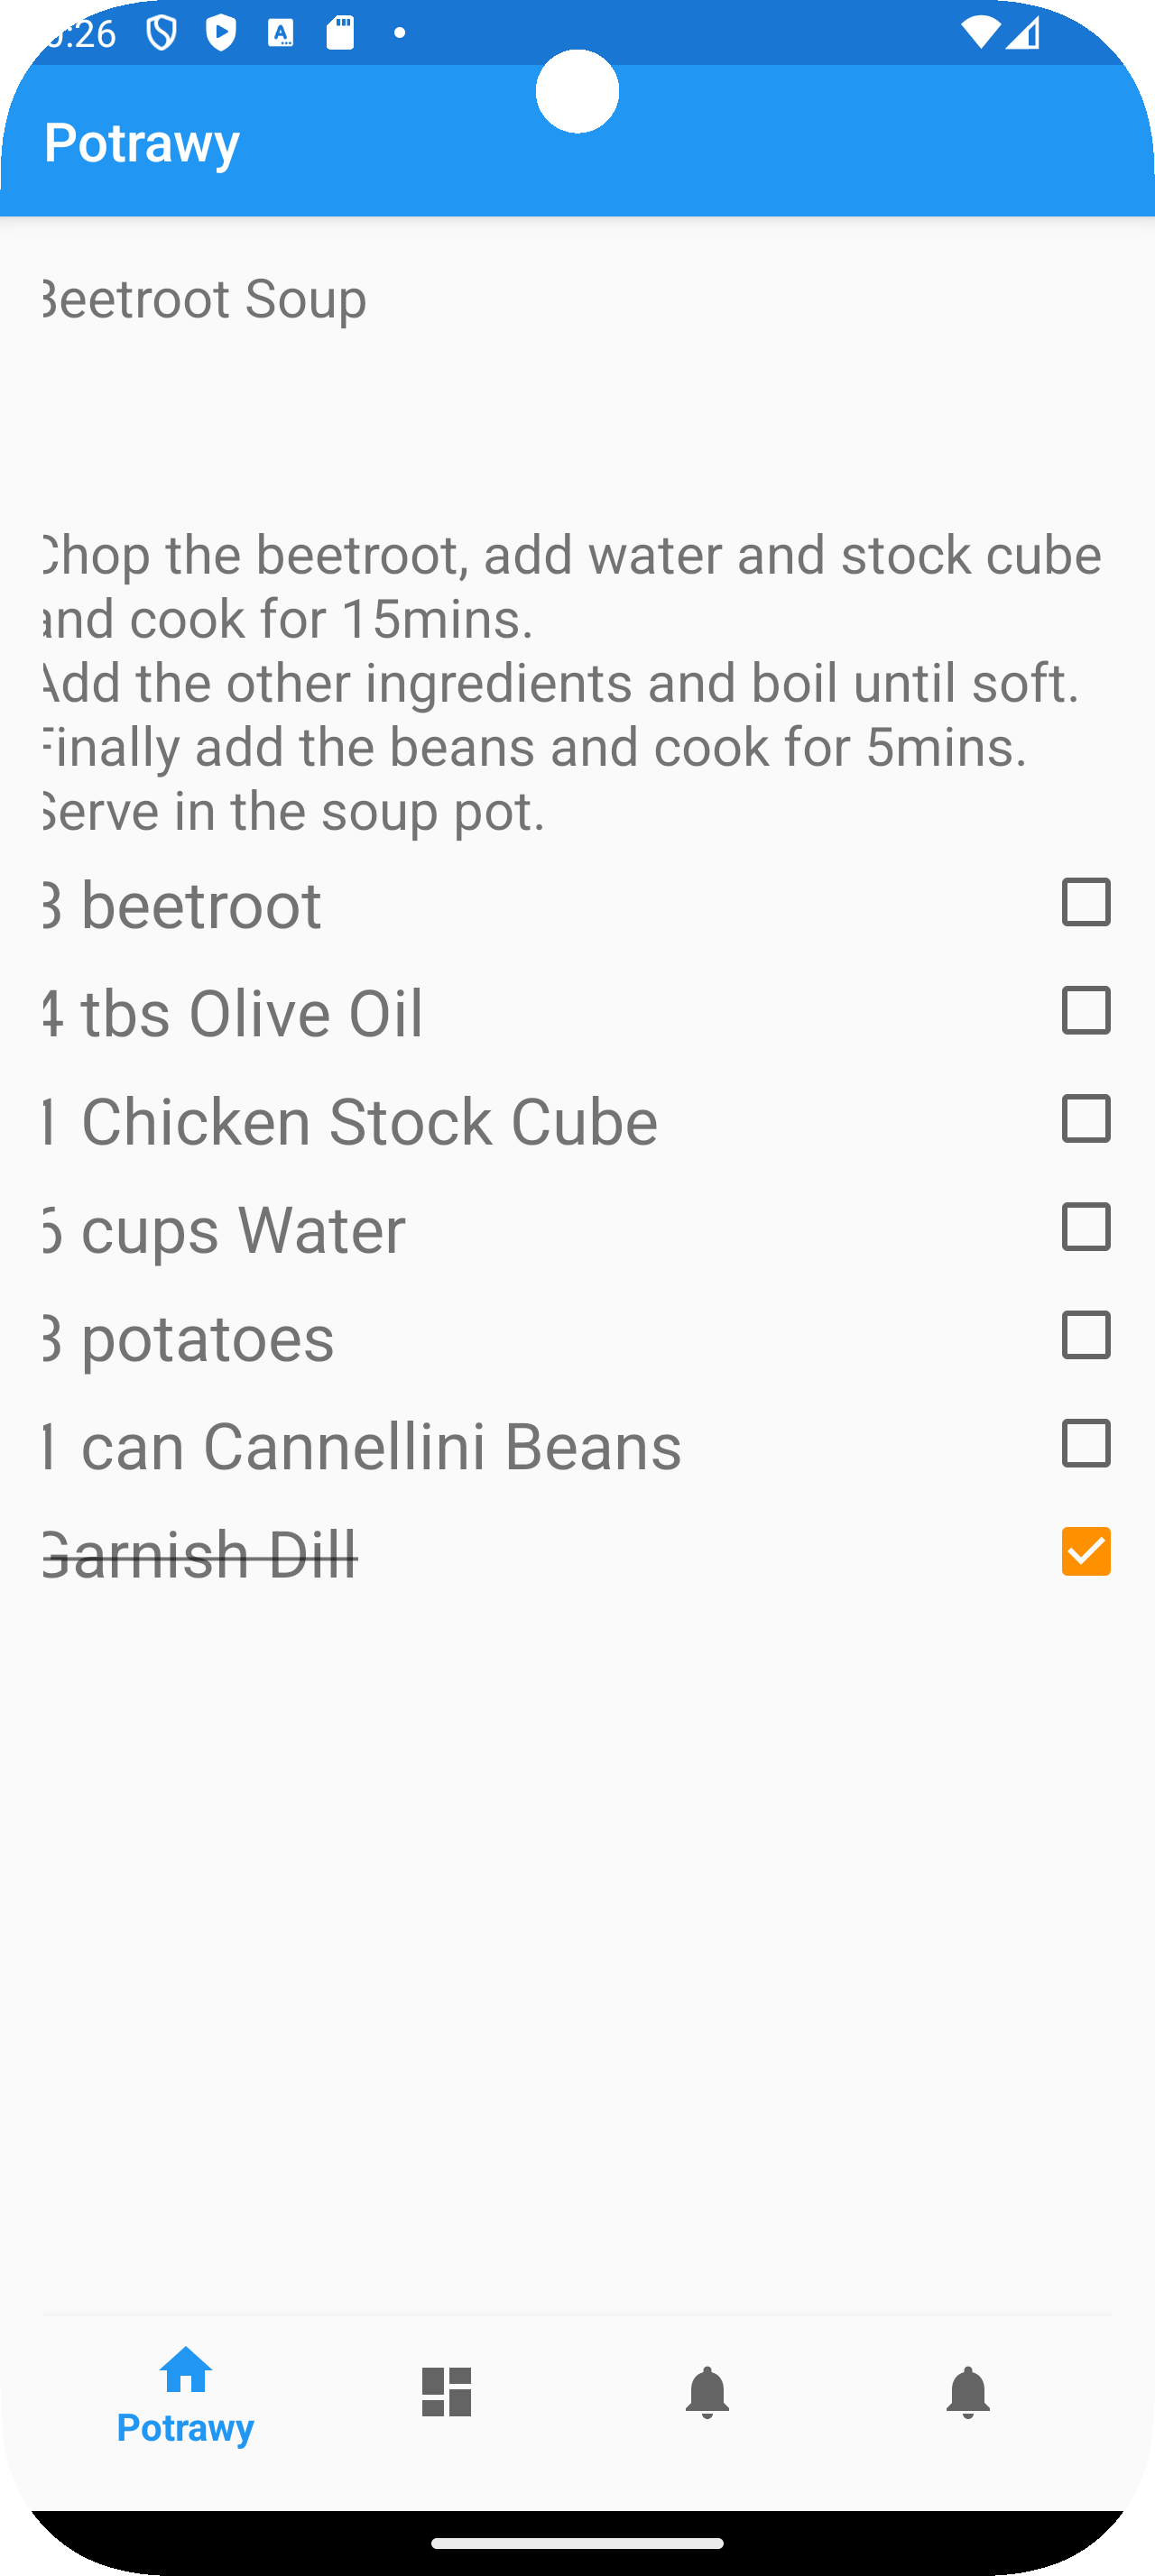 :26
Potrawy
Beetroot Soup
Chop the beetroot, add water and stock cube
and cook for 15mins.
Add the other ingredients and boil until soft.
Finally add the beans and cook for 5mins.
Serve in the soup pot.
3 beetroot
4 tbs Olive Oil
1 Chicken Stock Cube
6 cups Water
3 potatoes
1 can Cannellini Beans
Garnish Dill
Potrawy